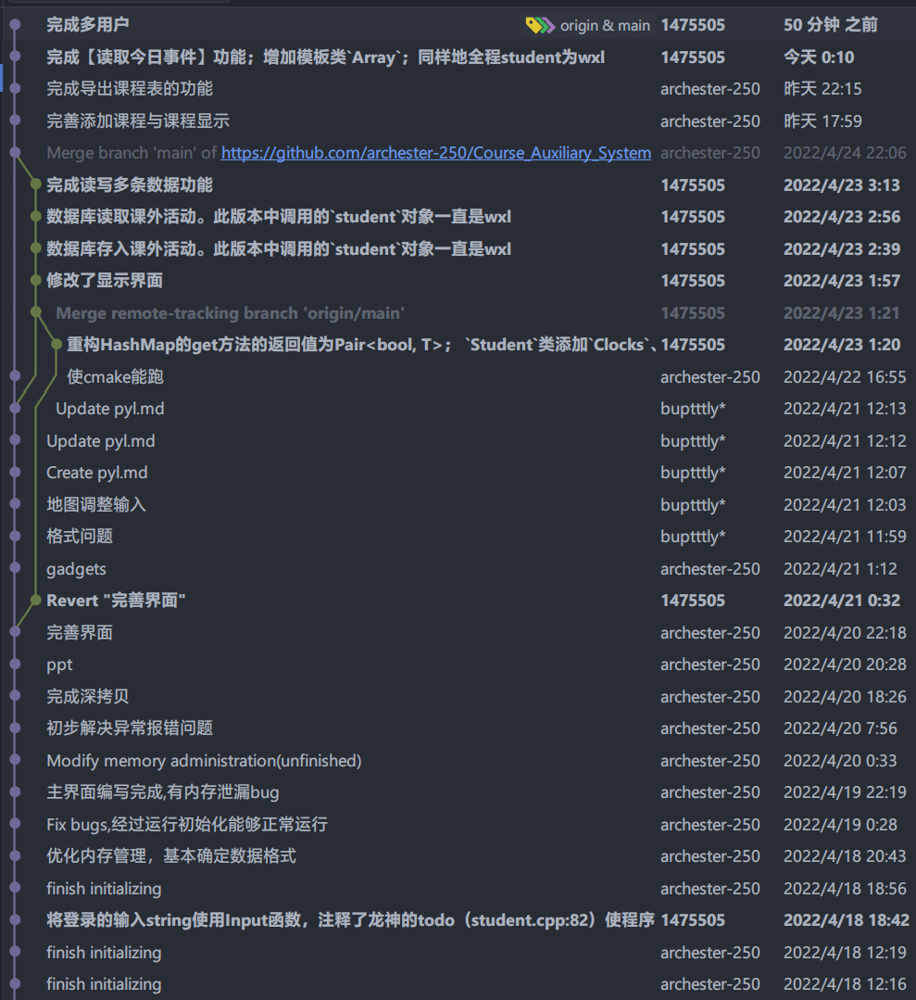 完成多用户 origin & main 1475505 50 分钟 之前
完成【读取今日事件】功能；增加模板类`Array`；同样地全程student为wxl 1475505 今天 0:10
完成导出课程表的功能 archester-250 昨天 22:15
完善添加课程与课程显示 archester-250 昨天 17:59
Merge branch 'main' of https://github.com/archester-250/Course_Auxiliary_System archester-250 2022/4/24 22:06
完成读写多条数据功能 1475505 2022/4/23 3:13
数据库读取课外活动。此版本中调用的`student`对象一直是wxl 1475505 2022/4/23 2:56
数据库存入课外活动。此版本中调用的`student`对象一直是wxl 1475505 2022/4/23 2:39
修改了显示界面 1475505 2022/4/23 1:57
Merge remote-tracking branch 'origin/main' 1475505 2022/4/23 1:21
重构HashMap的get方法的返回值为Pair<bool, T>； `Student`类添加`Clocks`、 1475505 2022/4/23 1:20
使cmake能跑 archester-250 2022/4/22 16:55
Update pyl.md buptttly* 2022/4/21 12:13
Update pyl.md buptttly* 2022/4/21 12:12
Create pyl.md buptttly* 2022/4/21 12:07
地图调整输入 buptttly* 2022/4/21 12:03
格式问题 buptttly* 2022/4/21 11:59
gadgets archester-250 2022/4/21 1:12
Revert "完善界面" 1475505 2022/4/21 0:32
完善界面 archester-250 2022/4/20 22:18
ppt archester-250 2022/4/20 20:28
完成深拷贝 archester-250 2022/4/20 18:26
初步解决异常报错问题 archester-250 2022/4/20 7:56
Modify memory administration(unfinished) archester-250 2022/4/20 0:33
主界面编写完成,有内存泄漏bug archester-250 2022/4/19 22:19
Fix bugs,经过运行初始化能够正常运行 archester-250 2022/4/19 0:28
优化内存管理，基本确定数据格式 archester-250 2022/4/18 20:43
finish initializing archester-250 2022/4/18 18:56
将登录的输入string使用Input函数，注释了龙神的todo（student.cpp:82）使程序 1475505 2022/4/18 18:42
finish initializing archester-250 2022/4/18 12:19
finish initializing archester-250 2022/4/18 12:16